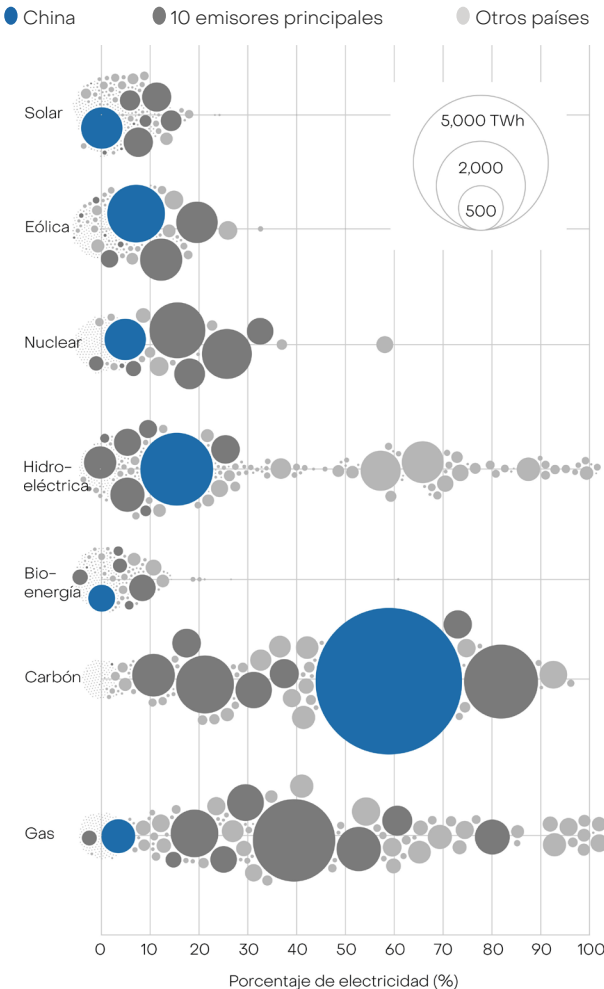 China
10 emisores principales
Otros países
5,000 TWh
2,000
500
Solar
Eólica
Nuclear
Hidro-
eléctrica
Bio-
energía
Carbón
Gas
0 10 20 30 40 50 60 70 80 90 100
Porcentaje de electricidad (%)